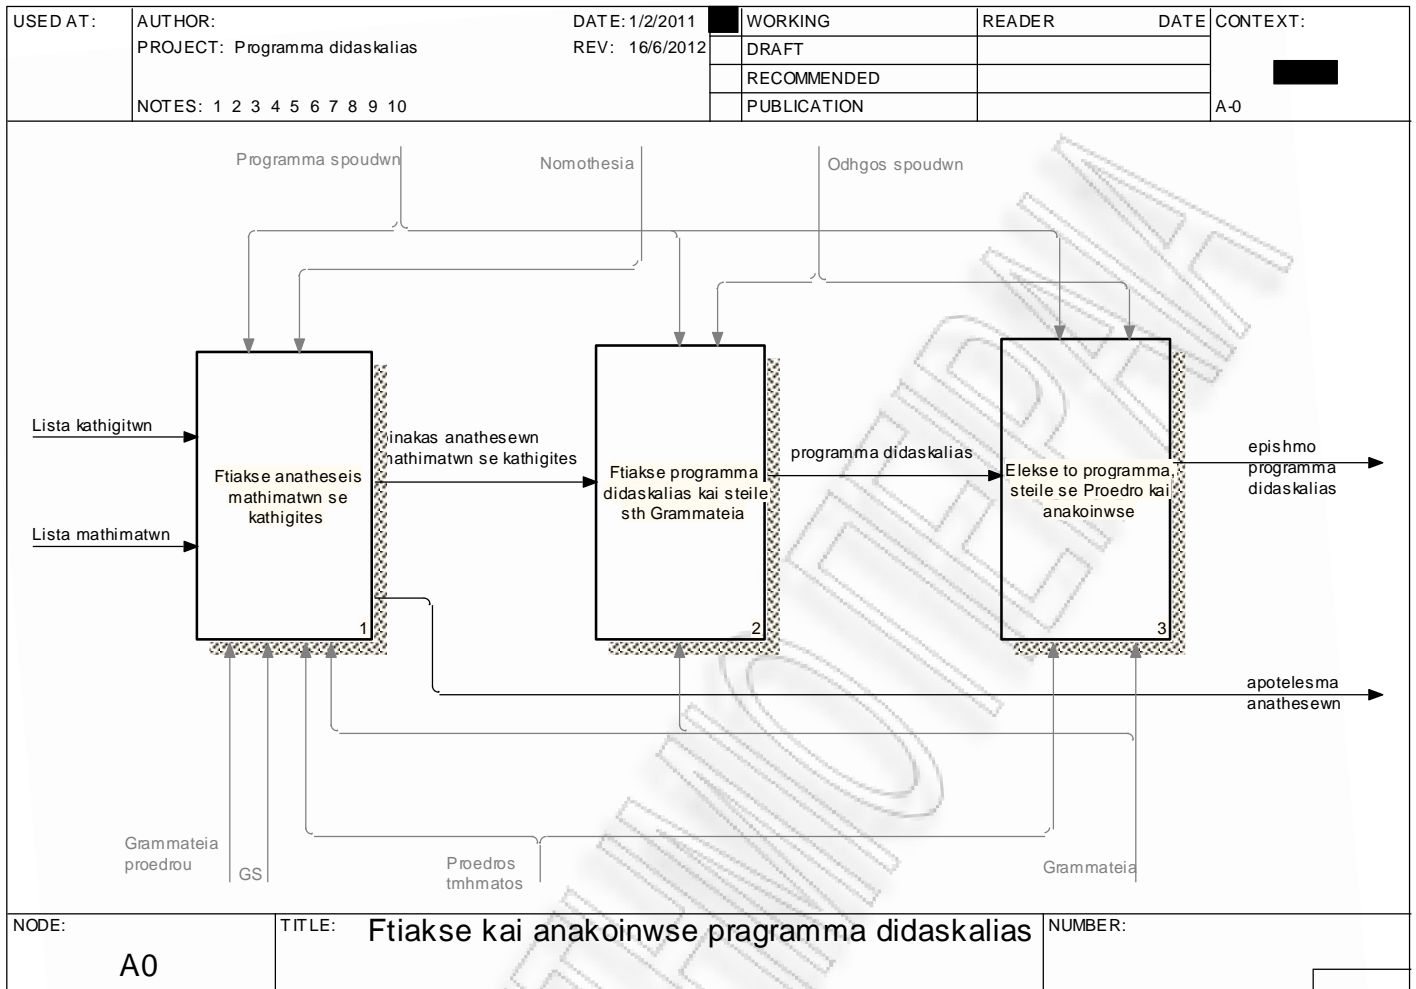 USED AT:
AUTHOR:
DATE: 1/2/2011
WORKING
READER
DATE
CONTEXT:
PROJECT: Programma didaskalias
REV: 16/6/2012
DRAFT
RECOMMENDED
NOTES: 1 2 3 4 5 6 7 8 9 10
PUBLICATION
A-0
Programma spoudwn
Nomothesia
Odhgos spoudwn
Lista kathigitwn
Lista mathimatwn
Ftiakse anatheseis
mathimatwn se
kathigites
1
inakas anathesewn
mathimatwn se kathigites
Ftiakse programma
didaskalias kai steile
sth Grammateia
2
programma didaskalias
Elekse to programma,
steile se Proedro kai
anakoinwse
3
epishmo
programma
didaskalias
apotelesma
anathesewn
Grammateia
proedrou
GS
Proedros
tmhmatos
Grammateia
NODE:
A0
TITLE:
Ftiakse kai anakoinwse pragramma didaskalias
NUMBER: